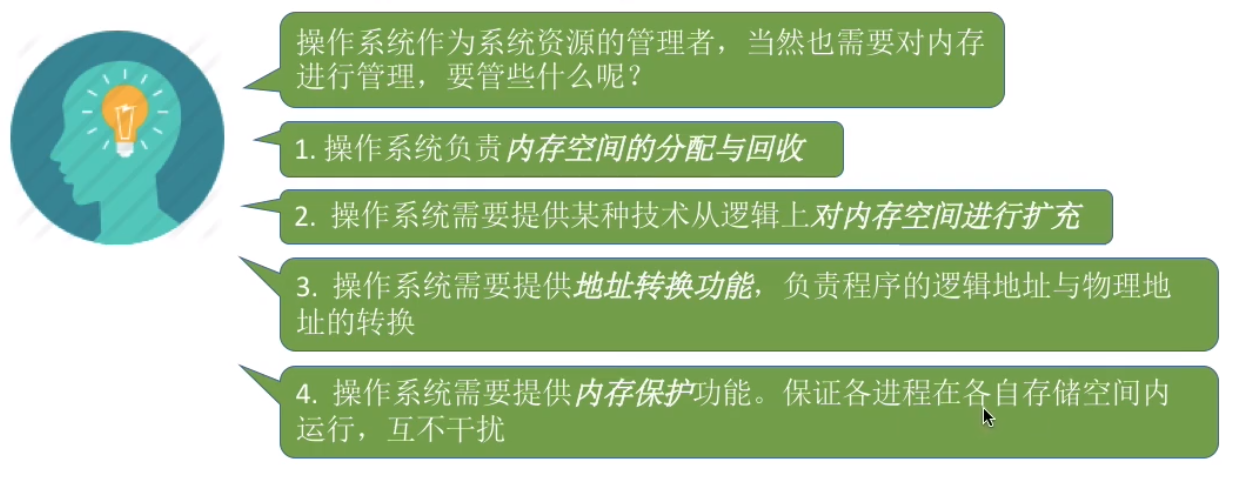 操作系统作为系统资源的管理者，当然也需要对内存
进行管理，要管些什么呢？
1. 操作系统负责内存空间的分配与回收
2. 操作系统需要提供某种技术从逻辑上对内存空间进行扩充
3. 操作系统需要提供地址转换功能，负责程序的逻辑地址与物理地
址的转换
4. 操作系统需要提供内存保护功能。保证各进程在各自存储空间内
运行，互不干扰